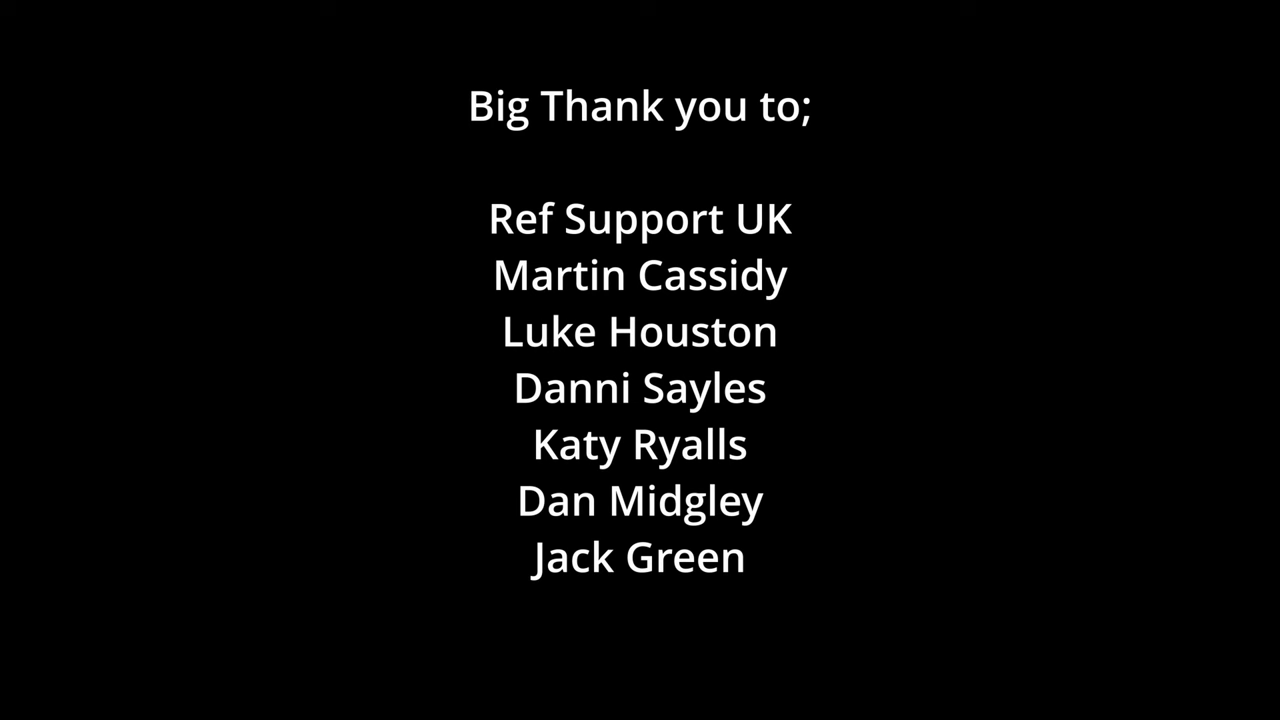 Big Thank you to;
Ref Support UK
Martin Cassidy
Luke Houston
Danni Sayles
Katy Ryalls
Dan Midgley
Jack Green